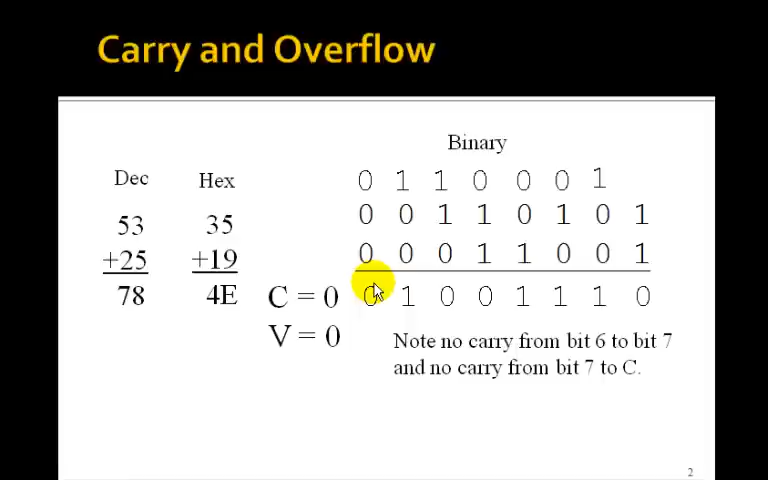 Carry and Overflow
Binary
Dec Hex 0 1 1 0 0 0 1
53 35 0 0 1 1 0 1 0 1
+25 +19 0 0 0 1 1 0 0 1
78 4E C = 0 0 1 0 0 1 1 1 0
V = 0
Note no carry from bit 6 to bit 7
and no carry from bit 7 to C.
2